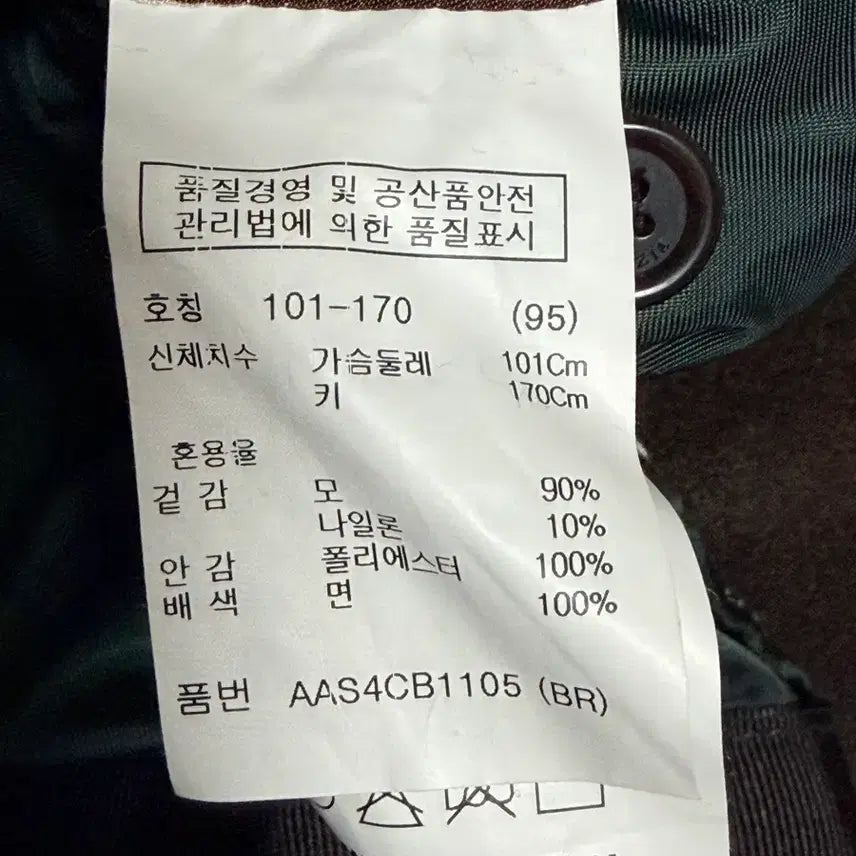 품질경영 및 공산품안전
관리법에 의한 품질표시
호칭 101-170 (95)
신체치수 가슴둘레 101Cm
키 170Cm
혼용율
겉 감 모 90%
나일론 10%
안 감 폴리에스터 100%
배 색 면 100%
품번 AAS4CB1105 (BR)